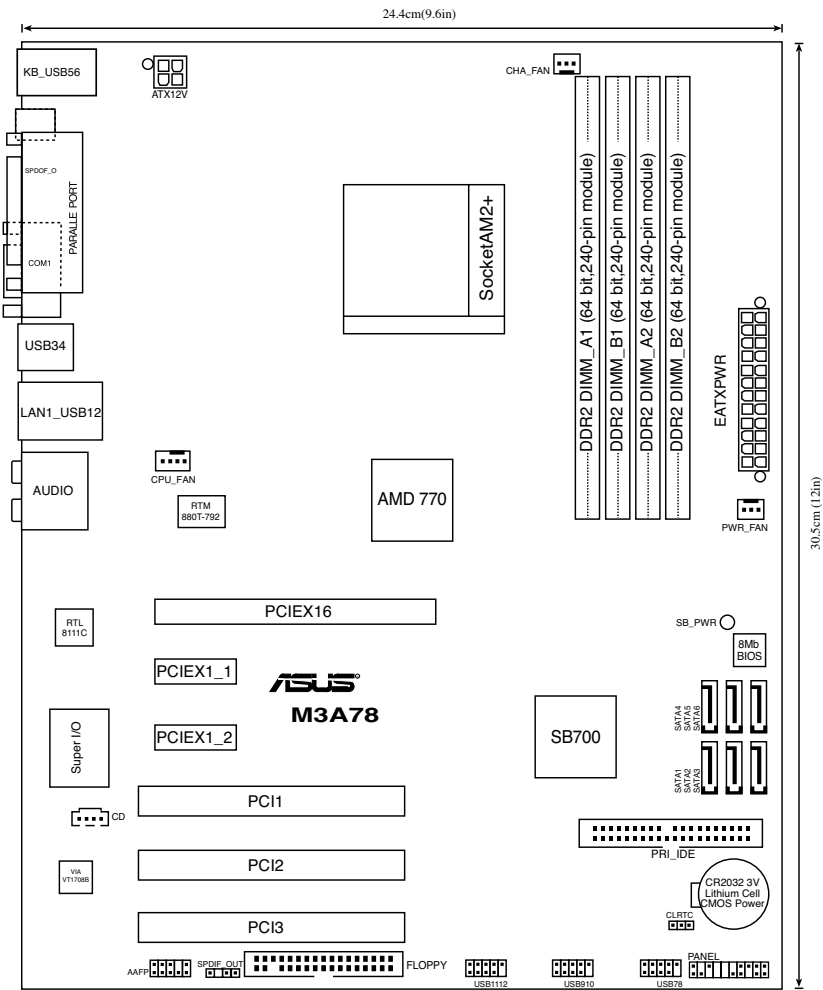 24.4cm(9.6in)
KB_USB56
ATX12V
CHA_FAN
SPDOF_O
PARALLE PORT
COM1
SocketAM2+
DDR2 DIMM_A1 (64 bit,240-pin module)
DDR2 DIMM_B1 (64 bit,240-pin module)
DDR2 DIMM_A2 (64 bit,240-pin module)
DDR2 DIMM_B2 (64 bit,240-pin module)
EATXPWR
USB34
LAN1_USB12
AUDIO
CPU_FAN
RTM
880T-792
AMD 770
PWR_FAN
30.5cm (12in)
PCIEX16
RTL
8111C
SB_PWR
8Mb
BIOS
PCIEX1_1
ASUS
M3A78
PCIEX1_2
Super I/O
SB700
SATA4
SATA5
SATA6
SATA1
SATA2
SATA3
PCI1
CD
PRI_IDE
PCI2
VIA
VT1708B
CR2032 3V
Lithium Cell
CMOS Power
CLRTC
PCI3
AAFP
SPDIF_OUT
FLOPPY
USB1112
USB910
USB78
PANEL